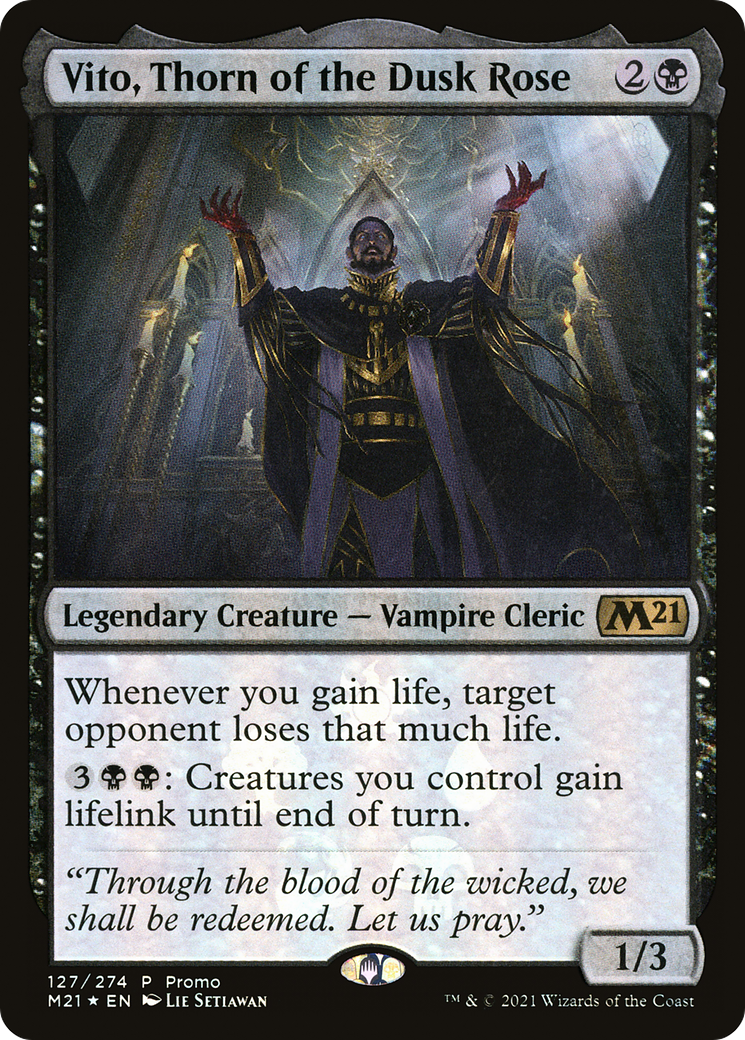 Vito, Thorn of the Dusk Rose 2
Legendary Creature — Vampire Cleric M21
Whenever you gain life, target
opponent loses that much life.
3: Creatures you control gain
lifelink until end of turn.
“Through the blood of the wicked, we
shall be redeemed. Let us pray.”
1/3
127/274 P Promo
M21 ★ EN Lie Setiawan
™ & © 2021 Wizards of the Coast